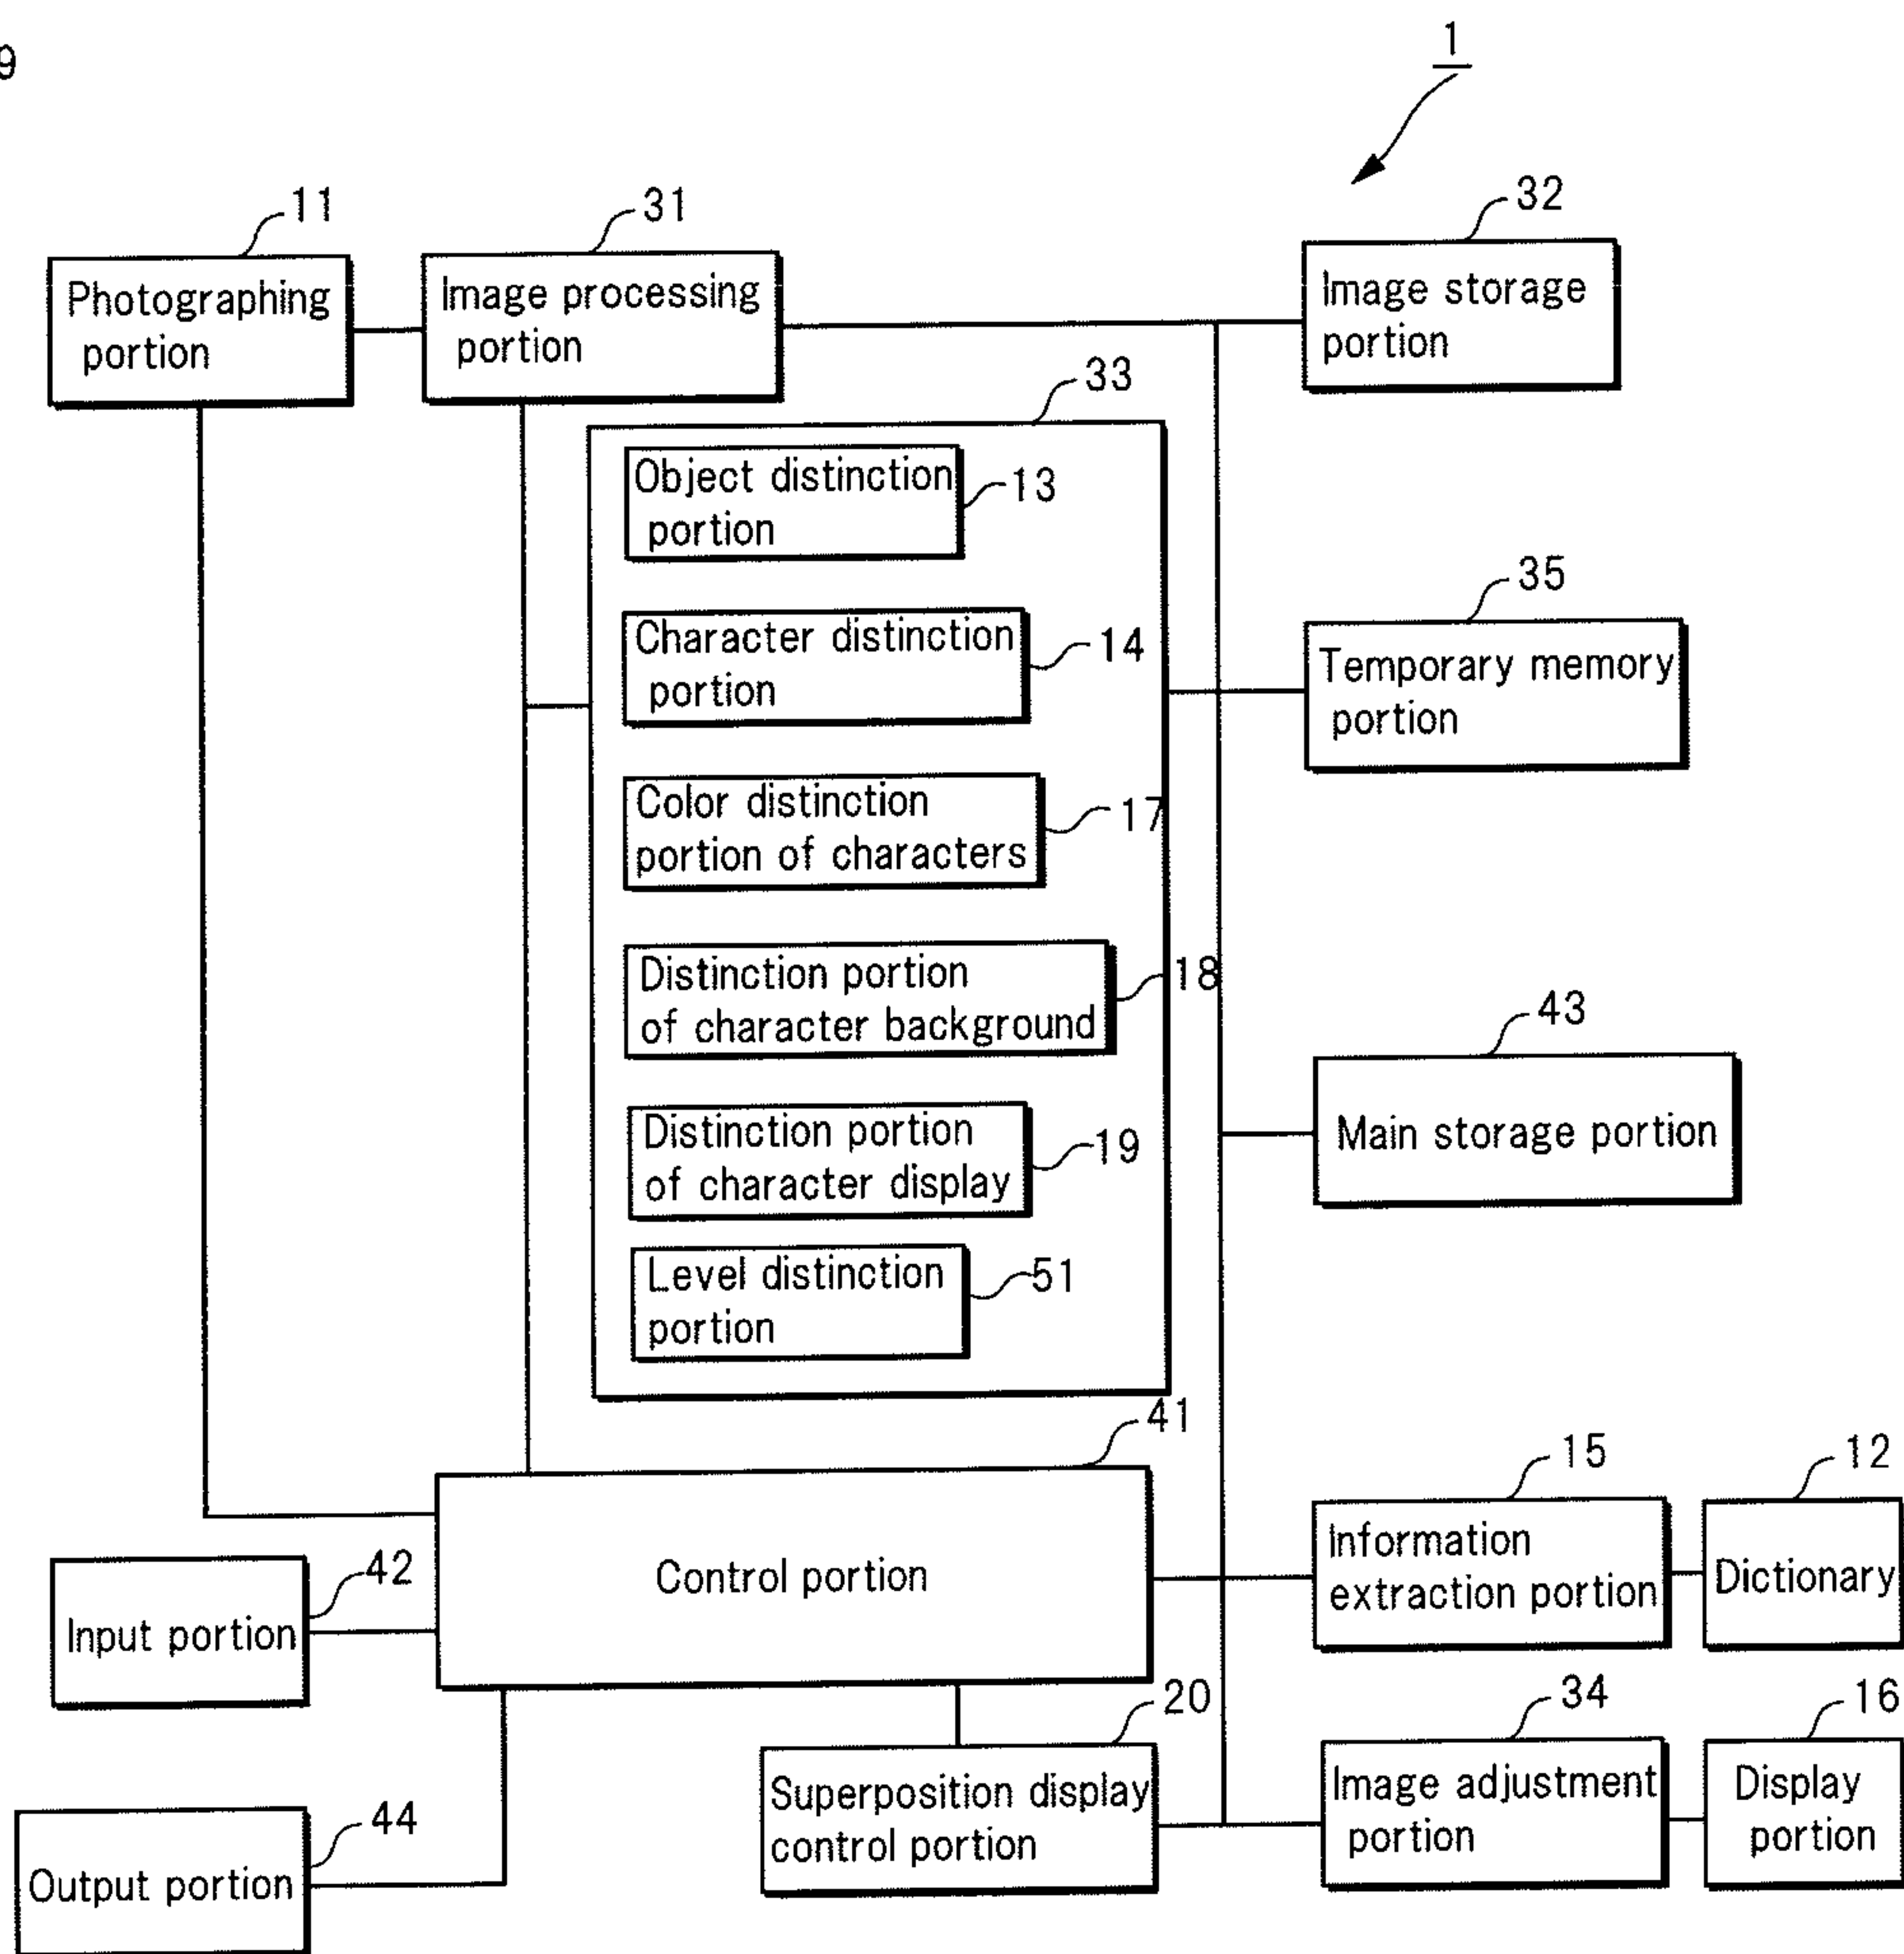 9
1
11
31
32
Photographing
portion
Image processing
portion
Image storage
portion
33
Object distinction
portion
13
35
Character distinction
portion
14
Temporary memory
portion
Color distinction
portion of characters
17
Distinction portion
of character background
18
43
Main storage portion
Distinction portion
of character display
19
Level distinction
portion
51
41
15
12
Control portion
Information
extraction portion
Dictionary
42
Input portion
20
34
16
Superposition display
control portion
Image adjustment
portion
Display
portion
44
Output portion